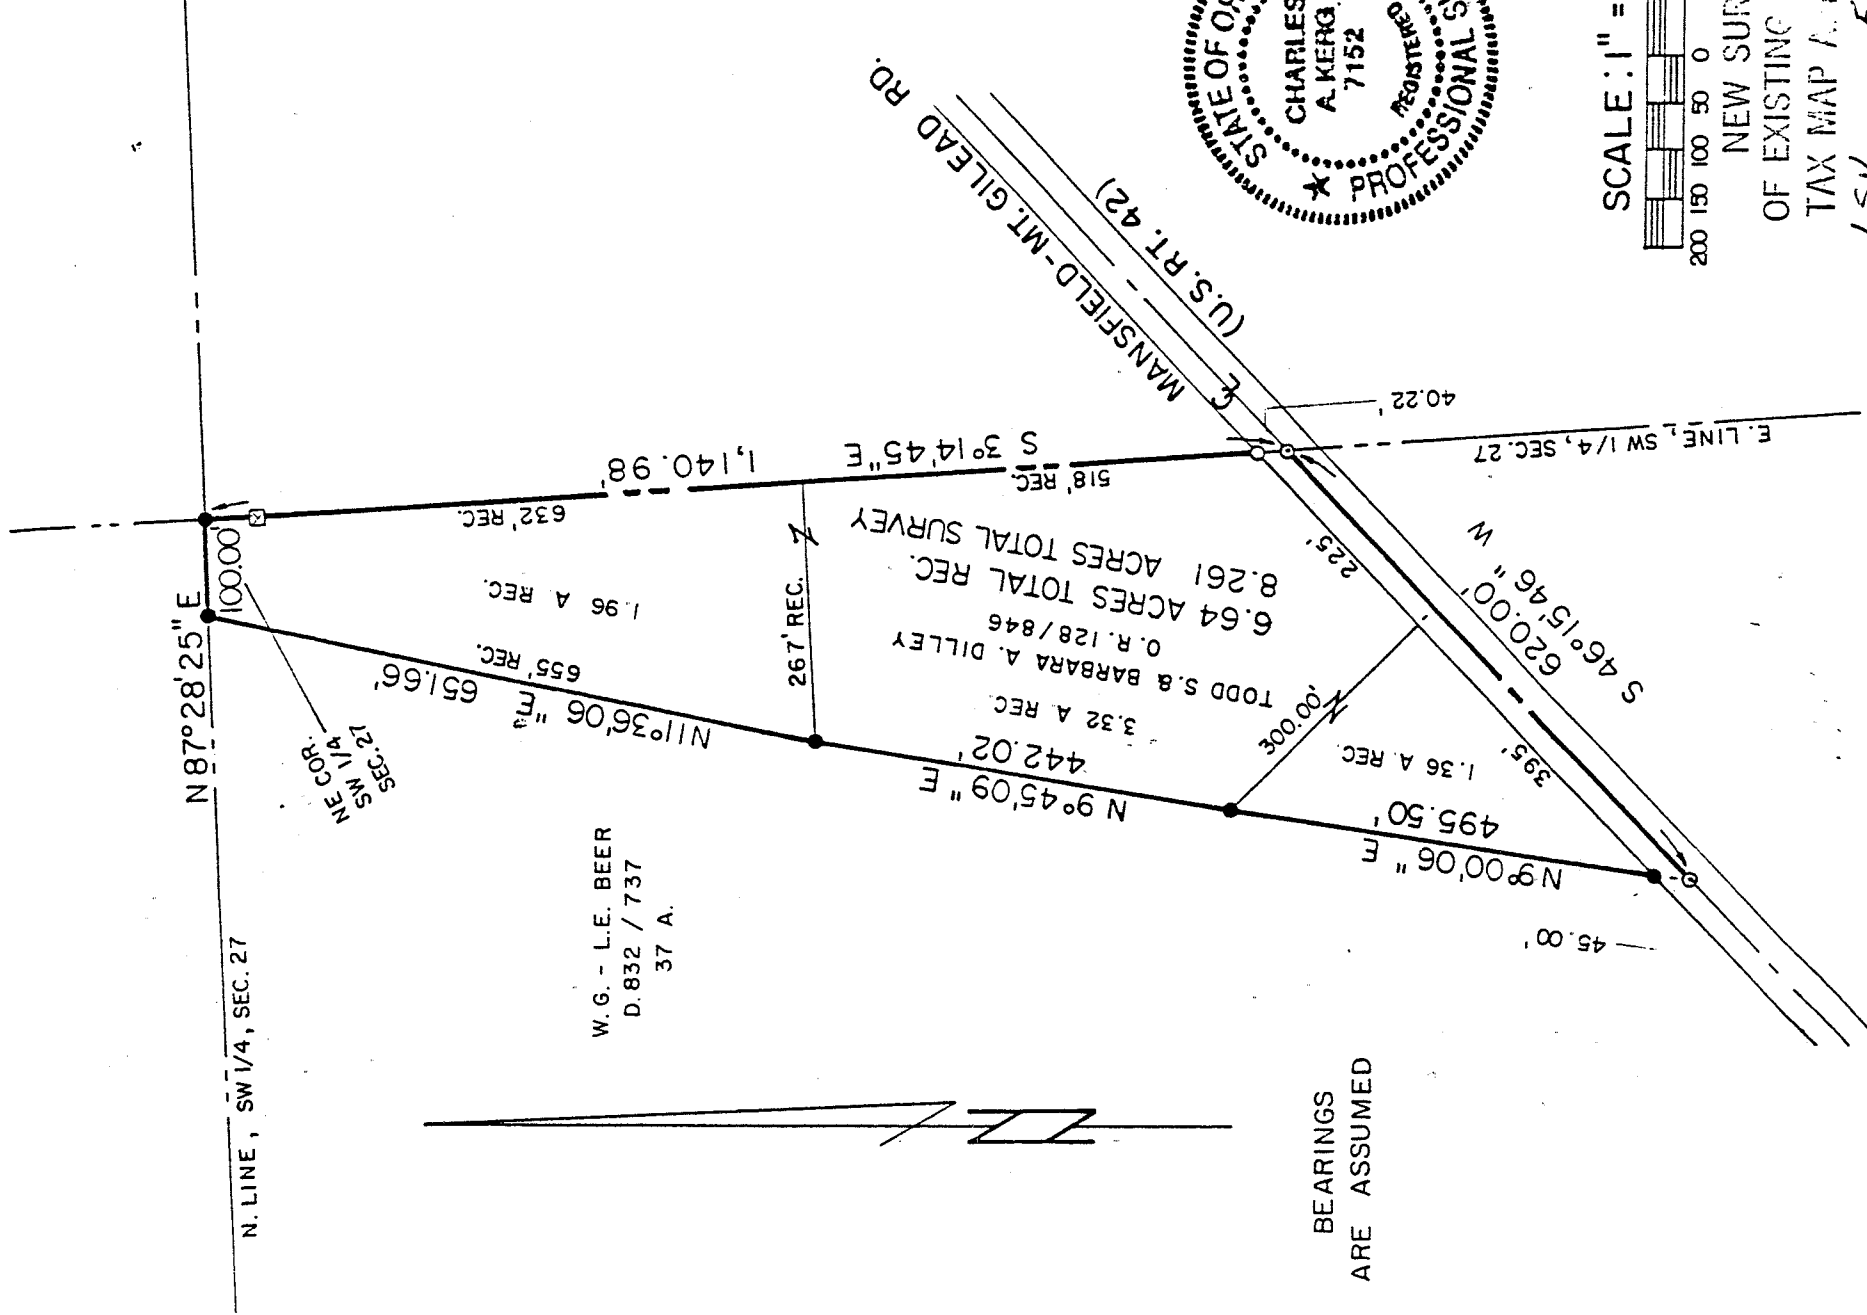 N. LINE, SW 1/4, SEC. 27
N87°28'25" E
100.00'
NE COR.
SW 1/4
SEC. 27
1,140.98'
S 3°14'45" E
632' REC.
518' REC.
N11°36'06" E
651.66'
655' REC.
1.96 A. REC.
267' REC.
8.261 ACRES TOTAL SURVEY
6.64 ACRES TOTAL REC.
O.R. 128/846
TODD S. & BARBARA A. DILLEY
3.32 A. REC.
N 9°45'09" E
442.02'
300.00'
1.36 A. REC.
N9°00'06" E
495.50'
45.00'
225'
395'
S 46°15'46" W
620.00'
40.22'
E. LINE, SW 1/4, SEC. 27
MANSFIELD - MT. GILEAD RD.
(U.S. RT. 42)
W.G. - L.E. BEER
D. 832 / 737
37 A.
BEARINGS
ARE ASSUMED
STATE OF
CHARLES
A. KERG
7152
REGISTERED
PROFESSIONAL
SCALE: 1" =
200 150 100 50 0
NEW
OF EXISTING
TAX MAP